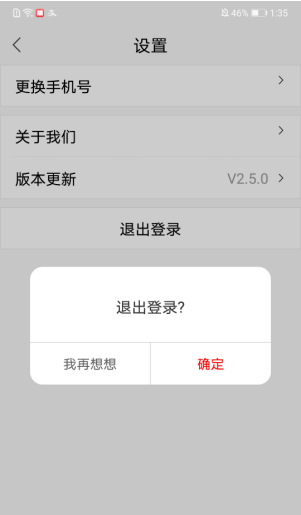 46% 1:35
设置
更换手机号
关于我们
版本更新 V2.5.0
退出登录
退出登录?
我再想想 确定